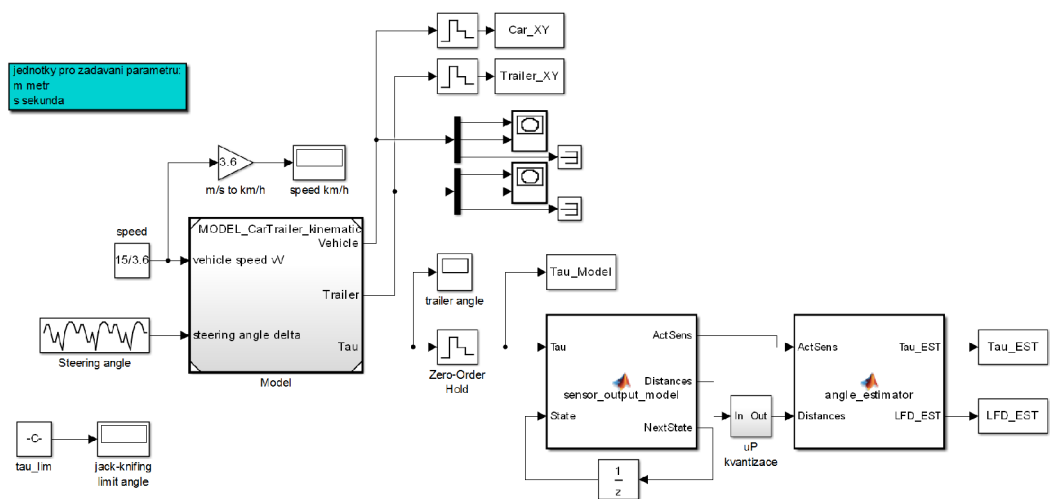 jednotky pro zadavani parametru:
m metr
s sekunda
Car_XY
Trailer_XY
3.6
m/s to km/h
speed km/h
speed
15/3.6
MODEL_CarTrailer_kinematic
Vehicle
vehicle speed vV
Trailer
steering angle delta
Tau
Model
Steering angle
trailer angle
Zero-Order
Hold
Tau_Model
Tau
ActSens
Distances
sensor_output_model
State
NextState
1
z
In Out
uP
kvantizace
ActSens
Tau_EST
angle_estimator
Distances
LFD_EST
Tau_EST
LFD_EST
-C-
tau_lim
jack-knifing
limit angle